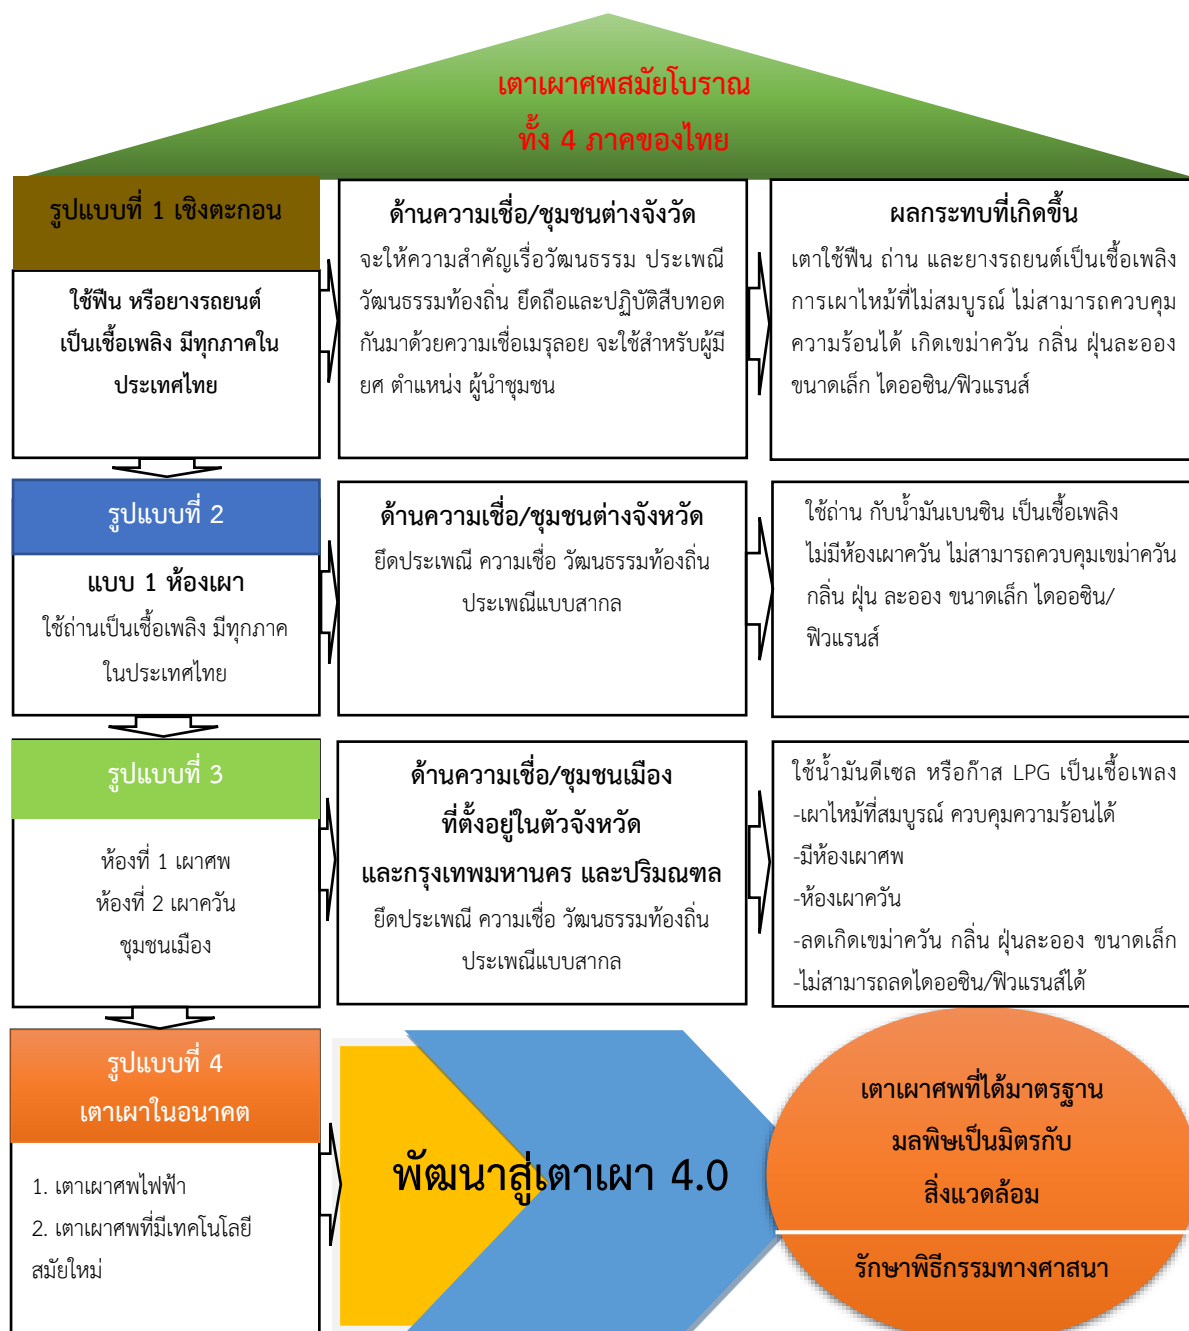 เตาเผาศพสมัยโบราณ
ทั้ง 4 ภาคของไทย
รูปแบบที่ 1 เชิงตะกอน
ใช้ฟืน หรือยางรถยนต์
เป็นเชื้อเพลิง มีทุกภาคใน
ประเทศไทย
ด้านความเชื่อ/ชุมชนต่างจังวัด
จะให้ความสำคัญเรื่อวัฒนธรรม ประเพณี
วัฒนธรรมท้องถิ่น ยึดถือและปฏิบัติสืบทอด
กันมาด้วยความเชื่อเมรุลอย จะใช้สำหรับผู้มี
ยศ ตำแหน่ง ผู้นำชุมชน
ผลกระทบที่เกิดขึ้น
เตาใช้ฟืน ถ่าน และยางรถยนต์เป็นเชื้อเพลิง
การเผาไหม้ที่ไม่สมบูรณ์ ไม่สามารถควบคุม
ความร้อนได้ เกิดเขม่าควัน กลิ่น ฝุ่นละออง
ขนาดเล็ก ไดออซิน/ฟิวแรนส์
รูปแบบที่ 2
แบบ 1 ห้องเผา
ใช้ถ่านเป็นเชื้อเพลิง มีทุกภาค
ในประเทศไทย
ด้านความเชื่อ/ชุมชนต่างจังหวัด
ยึดประเพณี ความเชื่อ วัฒนธรรมท้องถิ่น
ประเพณีแบบสากล
ใช้ถ่าน กับน้ำมันเบนซิน เป็นเชื้อเพลิง
ไม่มีห้องเผาควัน ไม่สามารถควบคุมเขม่าควัน
กลิ่น ฝุ่น ละออง ขนาดเล็ก ไดออซิน/
ฟิวแรนส์
รูปแบบที่ 3
ห้องที่ 1 เผาศพ
ห้องที่ 2 เผาควัน
ชุมชนเมือง
ด้านความเชื่อ/ชุมชนเมือง
ที่ตั้งอยู่ในตัวจังหวัด
และกรุงเทพมหานคร และปริมณฑล
ยึดประเพณี ความเชื่อ วัฒนธรรมท้องถิ่น
ประเพณีแบบสากล
ใช้น้ำมันดีเซล หรือก๊าส LPG เป็นเชื้อเพลง
-เผาไหม้ที่สมบูรณ์ ควบคุมความร้อนได้
-มีห้องเผาศพ
-ห้องเผาควัน
-ลดเกิดเขม่าควัน กลิ่น ฝุ่นละออง ขนาดเล็ก
-ไม่สามารถลดไดออซิน/ฟิวแรนส์ได้
รูปแบบที่ 4
เตาเผาในอนาคต
1. เตาเผาศพไฟฟ้า
2. เตาเผาศพที่มีเทคโนโลยี
สมัยใหม่
พัฒนาสู่เตาเผา 4.0
เตาเผาศพที่ได้มาตรฐาน
มลพิษเป็นมิตรกับ
สิ่งแวดล้อม
รักษาพิธีกรรมทางศาสนา